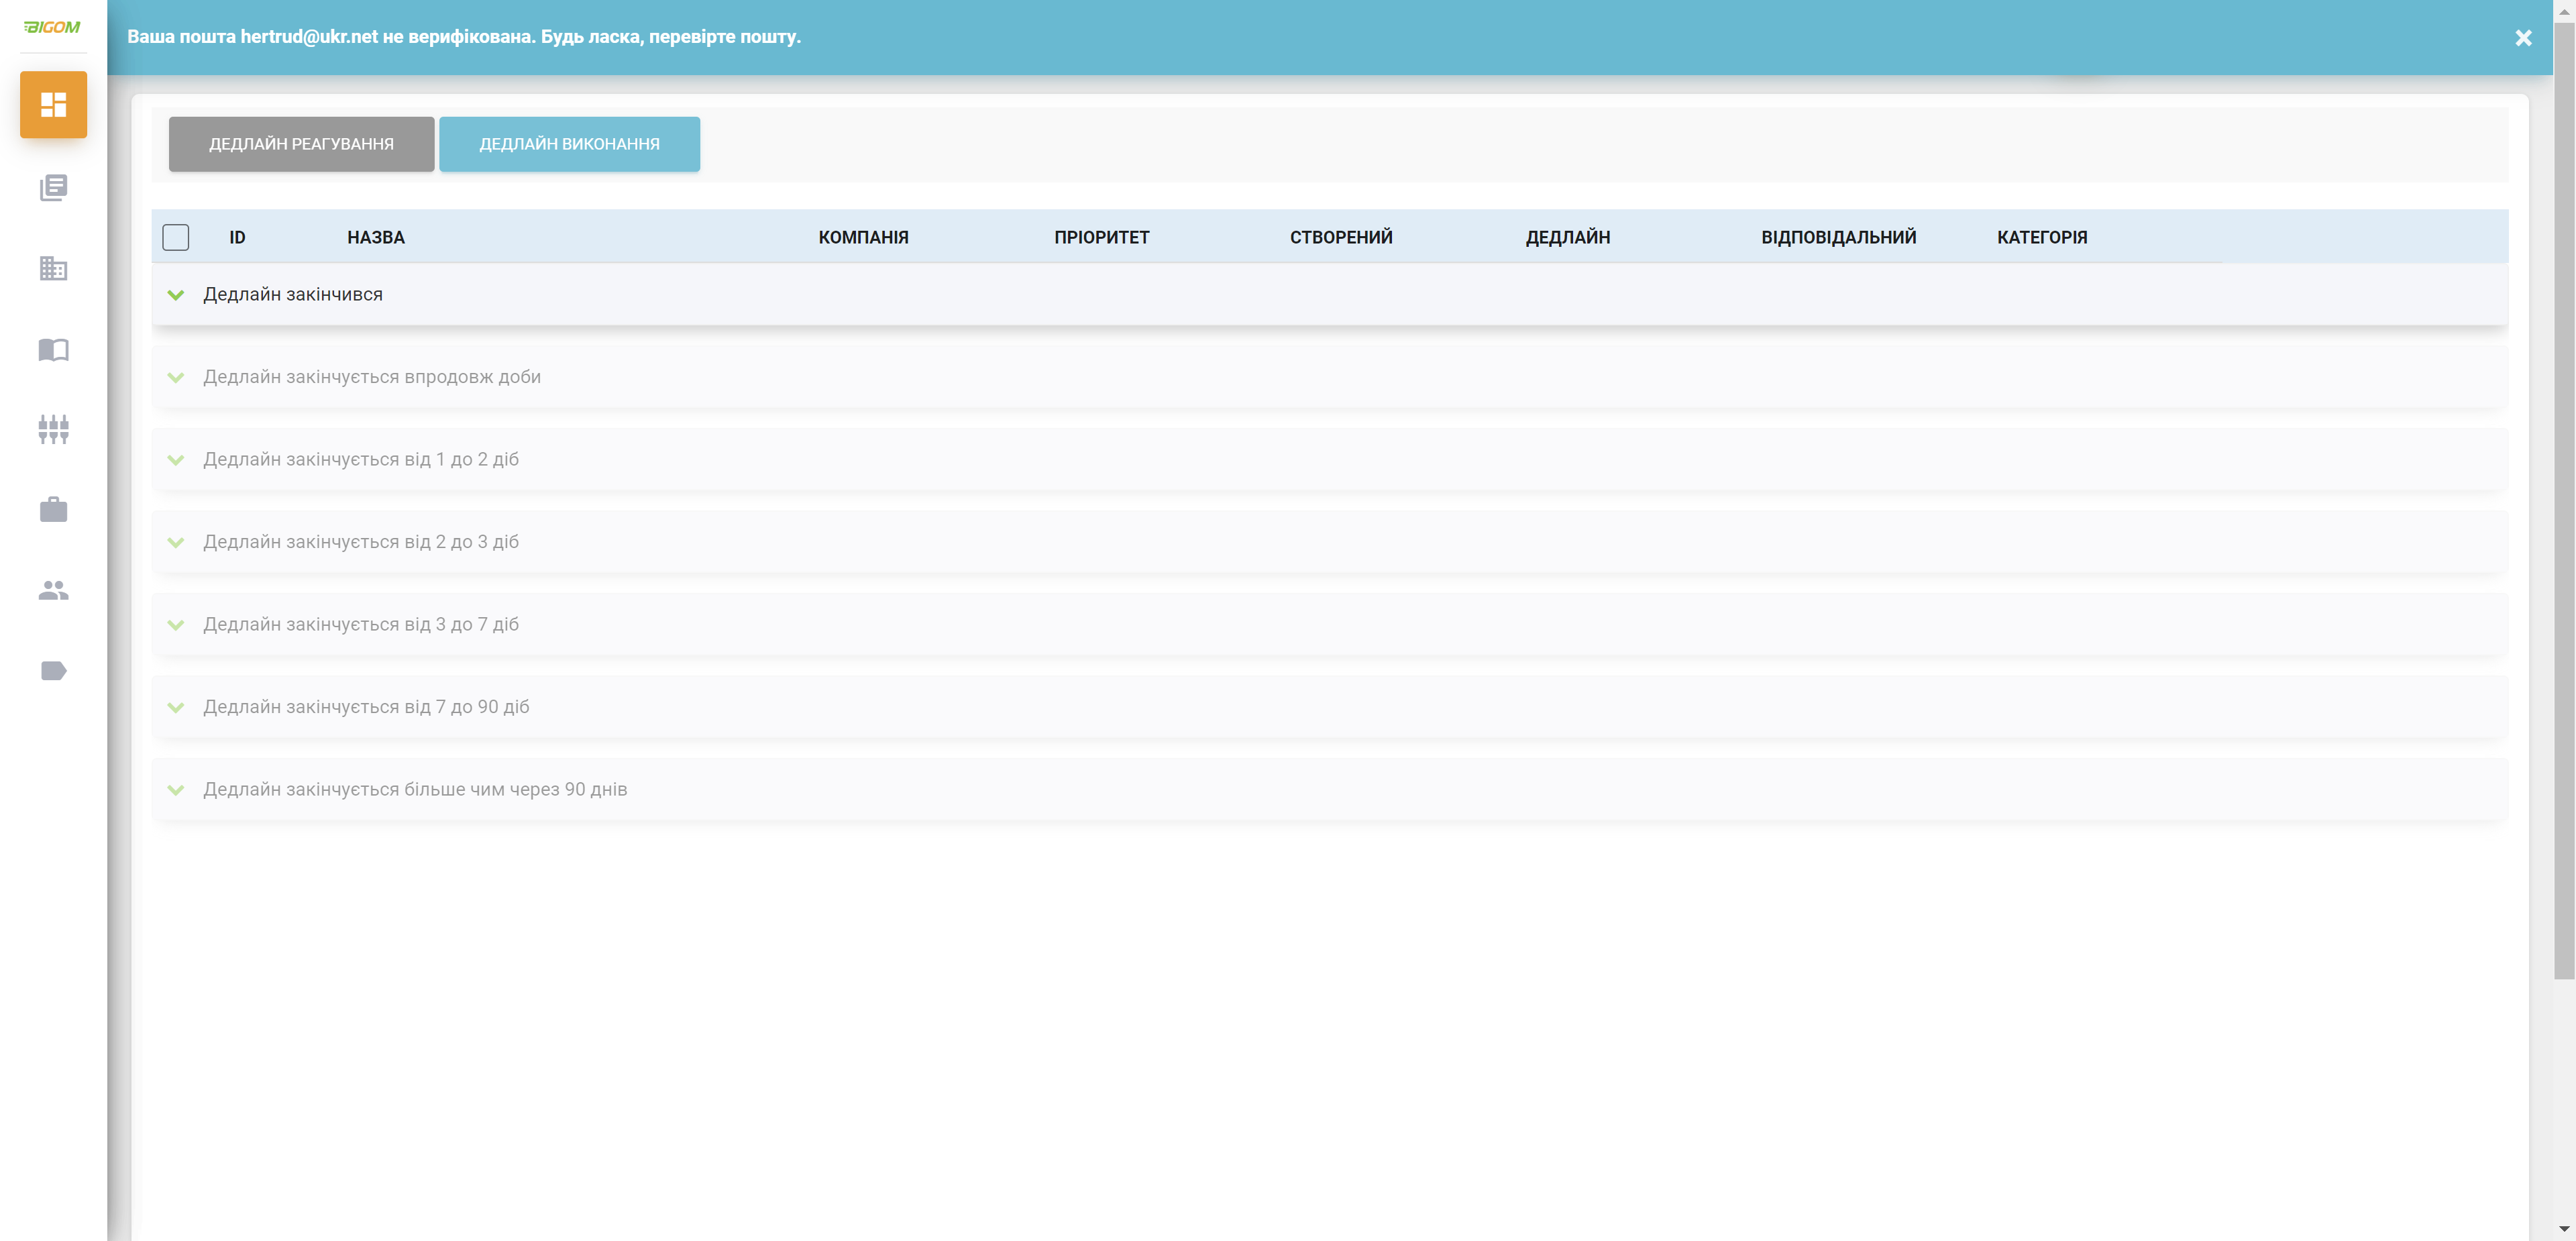 BIGOM
Ваша пошта hertrud@ukr.net не верифікована. Будь ласка, перевірте пошту.
ДЕДЛАЙН РЕАГУВАННЯ ДЕДЛАЙН ВИКОНАННЯ
ID НАЗВА КОМПАНІЯ ПРІОРИТЕТ СТВОРЕНИЙ ДЕДЛАЙН ВІДПОВІДАЛЬНИЙ КАТЕГОРІЯ
Дедлайн закінчився
Дедлайн закінчується впродовж доби
Дедлайн закінчується від 1 до 2 діб
Дедлайн закінчується від 2 до 3 діб
Дедлайн закінчується від 3 до 7 діб
Дедлайн закінчується від 7 до 90 діб
Дедлайн закінчується більше чим через 90 днів